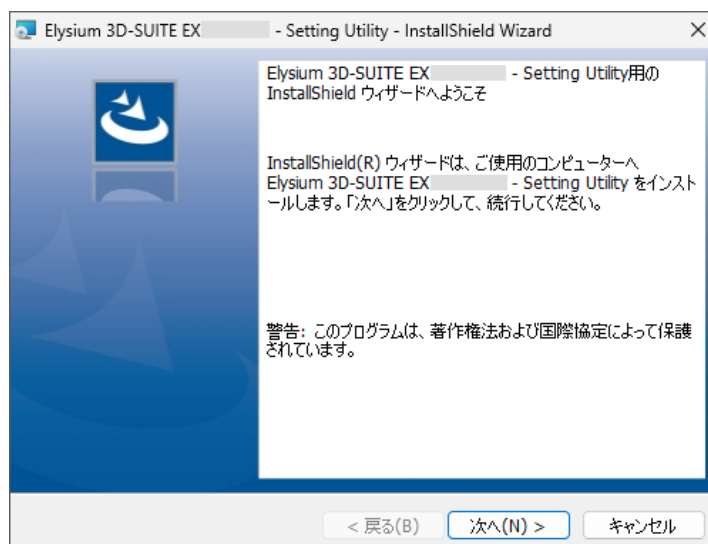 Elysium 3D-SUITE EX - Setting Utility - InstallShield Wizard
Elysium 3D-SUITE EX - Setting Utility用の
InstallShield ウィザードへようこそ
InstallShield(R) ウィザードは、ご使用のコンピューターへ
Elysium 3D-SUITE EX - Setting Utility をインスト
ールします。「次へ」をクリックして、続行してください。
警告: このプログラムは、著作権法および国際協定によって保護
されています。
< 戻る(B)
次へ(N) >
キャンセル